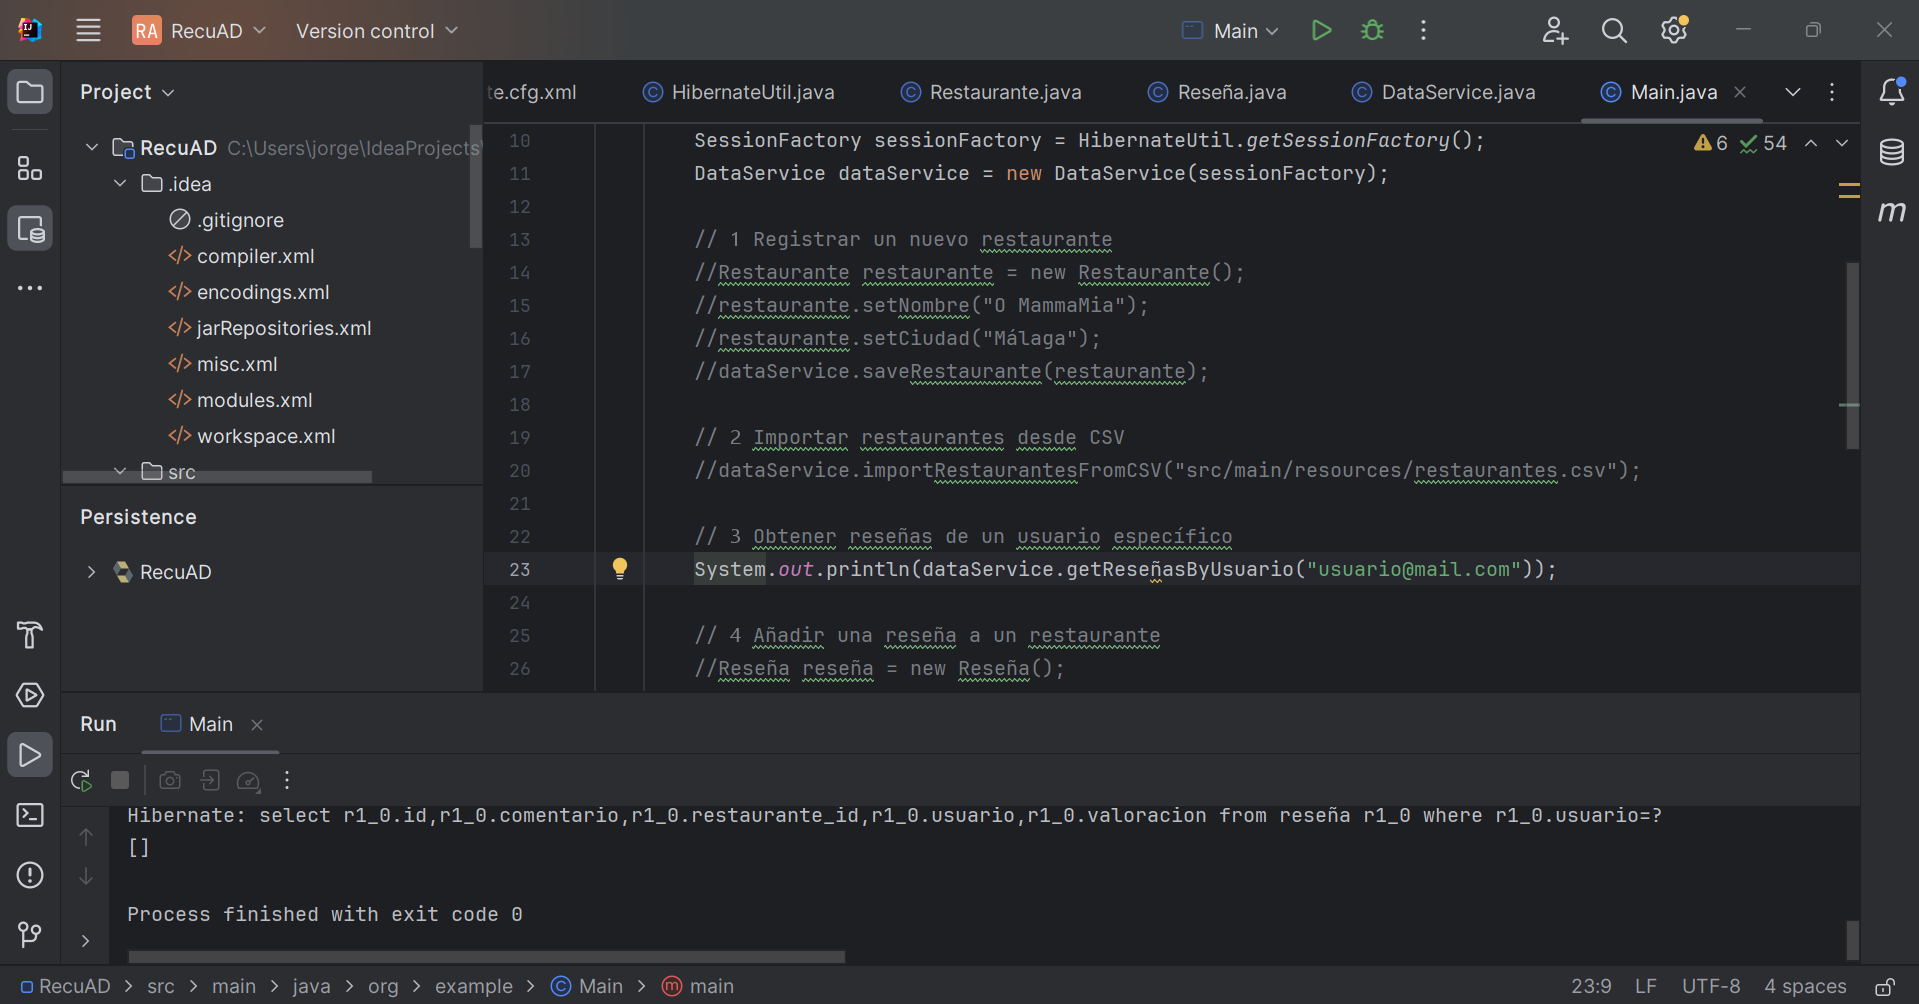 RA RecuAD Version control Main
Project
RecuAD C:\Users\jorge\IdeaProjects\
.idea
.gitignore
compiler.xml
encodings.xml
jarRepositories.xml
misc.xml
modules.xml
workspace.xml
src
Persistence
RecuAD
te.cfg.xml HibernateUtil.java Restaurante.java Reseña.java DataService.java Main.java
6 54
10 SessionFactory sessionFactory = HibernateUtil.getSessionFactory();
11 DataService dataService = new DataService(sessionFactory);
12
13 // 1 Registrar un nuevo restaurante
14 //Restaurante restaurante = new Restaurante();
15 //restaurante.setNombre("O MammaMia");
16 //restaurante.setCiudad("Málaga");
17 //dataService.saveRestaurante(restaurante);
18
19 // 2 Importar restaurantes desde CSV
20 //dataService.importRestaurantesFromCSV("src/main/resources/restaurantes.csv");
21
22 // 3 Obtener reseñas de un usuario específico
23 System.out.println(dataService.getReseñasByUsuario("usuario@mail.com"));
24
25 // 4 Añadir una reseña a un restaurante
26 //Reseña reseña = new Reseña();
Run Main
Hibernate: select r1_0.id,r1_0.comentario,r1_0.restaurante_id,r1_0.usuario,r1_0.valoracion from reseña r1_0 where r1_0.usuario=?
[]
Process finished with exit code 0
RecuAD > src > main > java > org > example > Main > main 23:9 LF UTF-8 4 spaces